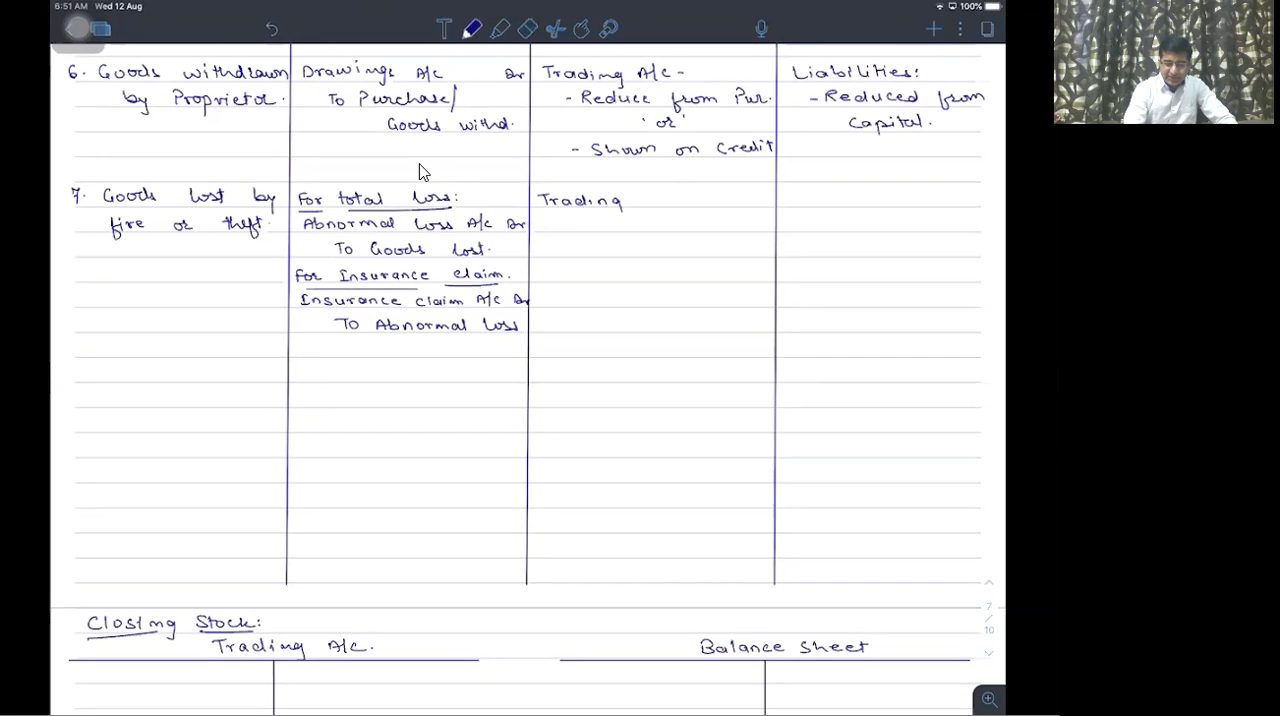 6:51 AM Wed 12 Aug
100%
6. Goods withdrawn
by Proprietor.
Drawings A/c Dr
To Purchase/
Goods withd.
Trading A/c -
- Reduce from Pur.
'or'
- Shown on Credit
Liabilities:
- Reduced from
Capital.
7. Goods lost by
fire or theft.
For total loss:
Abnormal loss A/c Dr
To Goods lost.
For Insurance claim.
Insurance claim A/c Dr
To Abnormal loss
Trading
7
/
10
Closing Stock:
Trading A/c.
Balance Sheet